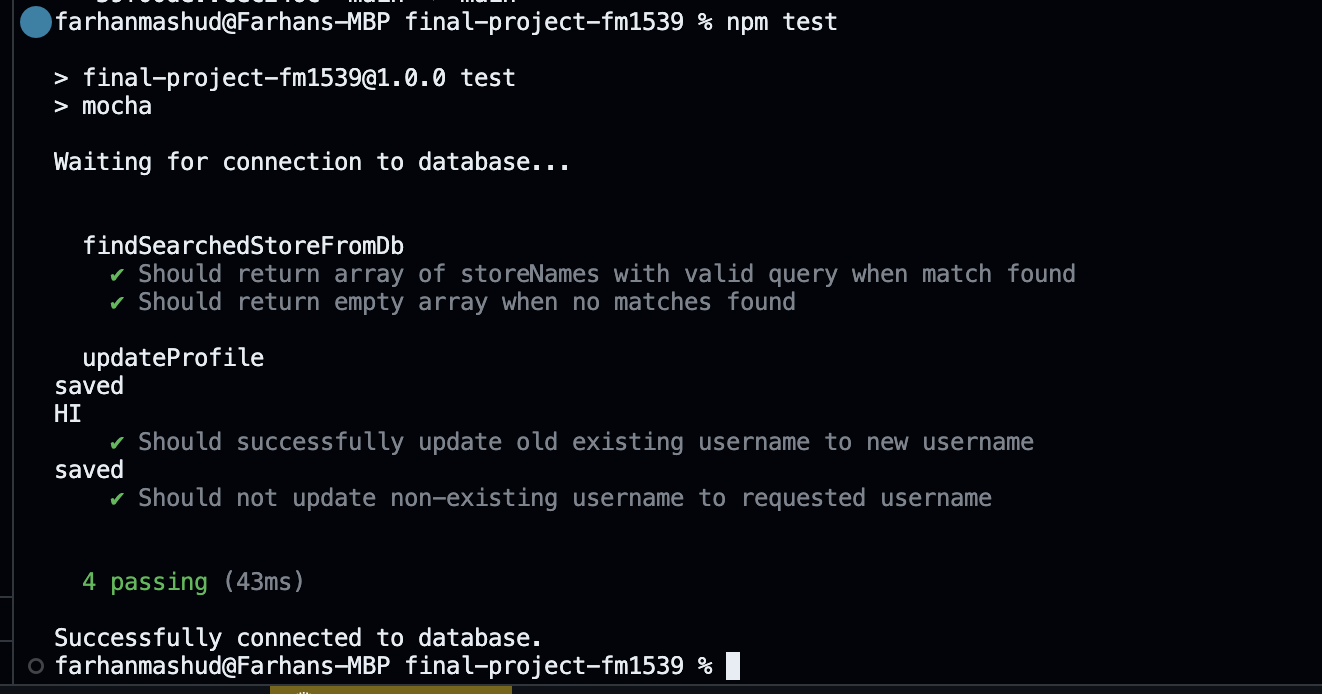 farhanmashud@Farhans-MBP final-project-fm1539 % npm test
> final-project-fm1539@1.0.0 test
> mocha
Waiting for connection to database...
findSearchedStoreFromDb
✔ Should return array of storeNames with valid query when match found
✔ Should return empty array when no matches found
updateProfile
saved
HI
✔ Should successfully update old existing username to new username
saved
✔ Should not update non-existing username to requested username
4 passing (43ms)
Successfully connected to database.
farhanmashud@Farhans-MBP final-project-fm1539 %